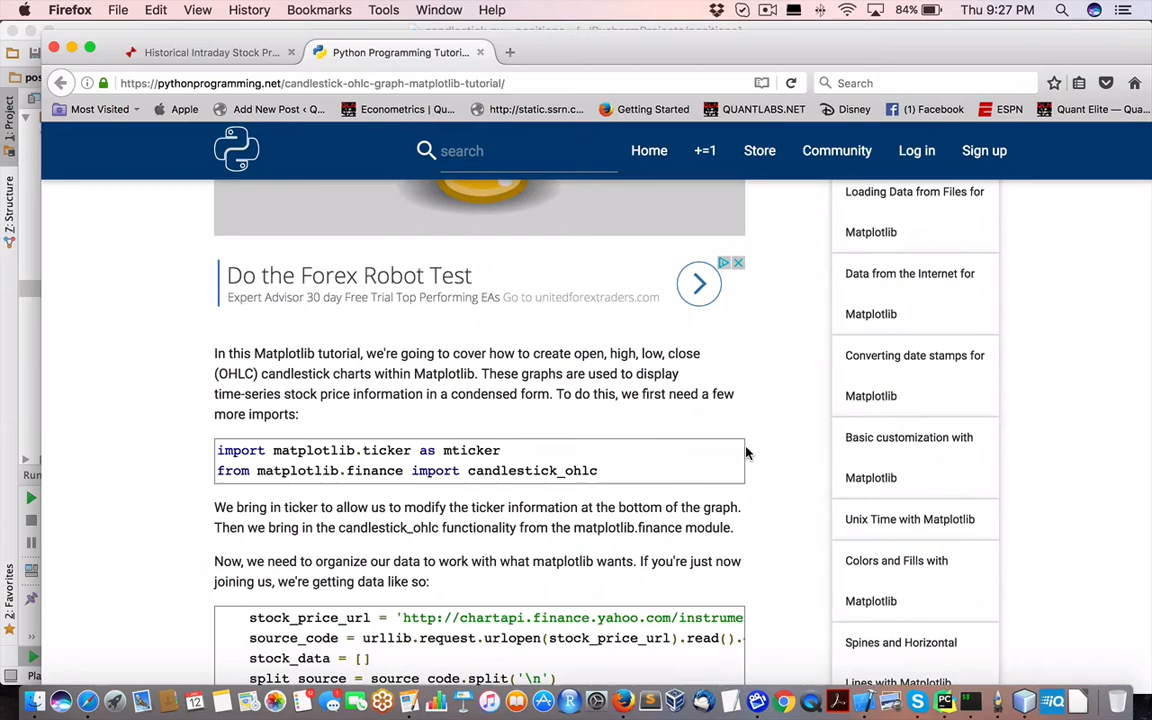 Firefox File Edit View History Bookmarks Tools Window Help 84% Thu 9:27 PM
Historical Intraday Stock Pr... × Python Programming Tutori... × +
https://pythonprogramming.net/candlestick-ohlc-graph-matplotlib-tutorial/ Search
Most Visited Apple Add New Post ‹ Q... Econometrics | Qu... http://static.ssrn.c... Getting Started QUANTLABS.NET Disney (1) Facebook ESPN Quant Elite — Qua...
search Home +=1 Store Community Log in Sign up
1: Project
Z: Structure
2: Favorites
pos
Run
Pla
Do the Forex Robot Test
Expert Advisor 30 day Free Trial Top Performing EAs Go to unitedforextraders.com
In this Matplotlib tutorial, we're going to cover how to create open, high, low, close
(OHLC) candlestick charts within Matplotlib. These graphs are used to display
time-series stock price information in a condensed form. To do this, we first need a few
more imports:
import matplotlib.ticker as mticker
from matplotlib.finance import candlestick_ohlc
We bring in ticker to allow us to modify the ticker information at the bottom of the graph.
Then we bring in the candlestick_ohlc functionality from the matplotlib.finance module.
Now, we need to organize our data to work with what matplotlib wants. If you're just now
joining us, we're getting data like so:
stock_price_url = 'http://chartapi.finance.yahoo.com/instrume
source_code = urllib.request.urlopen(stock_price_url).read().
stock_data = []
split_source = source_code.split('\n')
Loading Data from Files for
Matplotlib
Data from the Internet for
Matplotlib
Converting date stamps for
Matplotlib
Basic customization with
Matplotlib
Unix Time with Matplotlib
Colors and Fills with
Matplotlib
Spines and Horizontal
Lines with Matplotlib